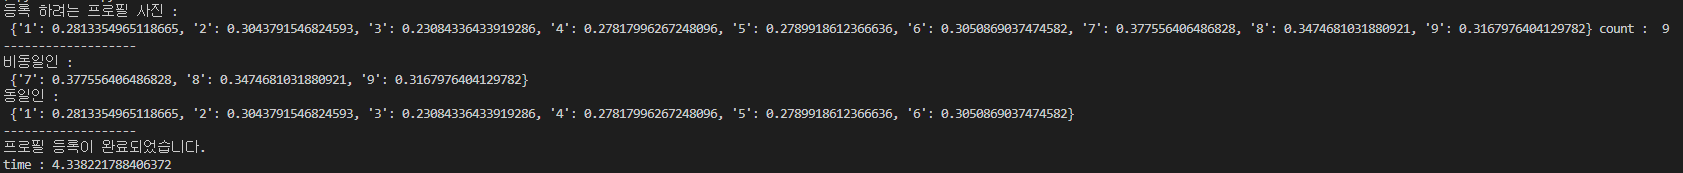 등록 하려는 프로필 사진 :
{'1': 0.2813354965118665, '2': 0.3043791546824593, '3': 0.23084336433919286, '4': 0.27817996267248096, '5': 0.2789918612366636, '6': 0.3050869037474582, '7': 0.377556406486828, '8': 0.3474681031880921, '9': 0.3167976404129782} count :  9
-------------------
비동일인 :
{'7': 0.377556406486828, '8': 0.3474681031880921, '9': 0.3167976404129782}
동일인 :
{'1': 0.2813354965118665, '2': 0.3043791546824593, '3': 0.23084336433919286, '4': 0.27817996267248096, '5': 0.2789918612366636, '6': 0.3050869037474582}
-------------------
프로필 등록이 완료되었습니다.
time : 4.338221788406372